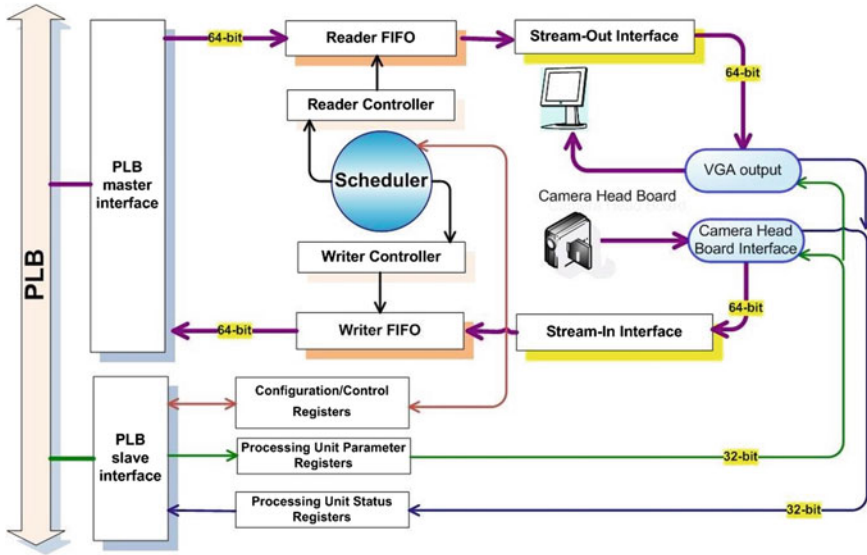 64-bit
Reader FIFO
Stream-Out Interface
64-bit
Reader Controller
PLB
master
interface
Scheduler
VGA output
Camera Head Board
Camera Head
Board Interface
Writer Controller
PLB
64-bit
64-bit
Writer FIFO
Stream-In Interface
Configuration/Control
Registers
PLB
slave
interface
Processing Unit Parameter
Registers
32-bit
Processing Unit Status
Registers
32-bit